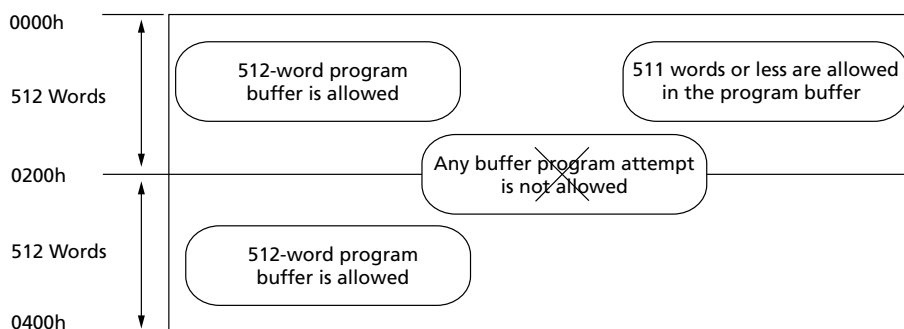 0000h
512 Words
512-word program
buffer is allowed
511 words or less are allowed
in the program buffer
Any buffer program attempt
is not allowed
0200h
512 Words
512-word program
buffer is allowed
0400h